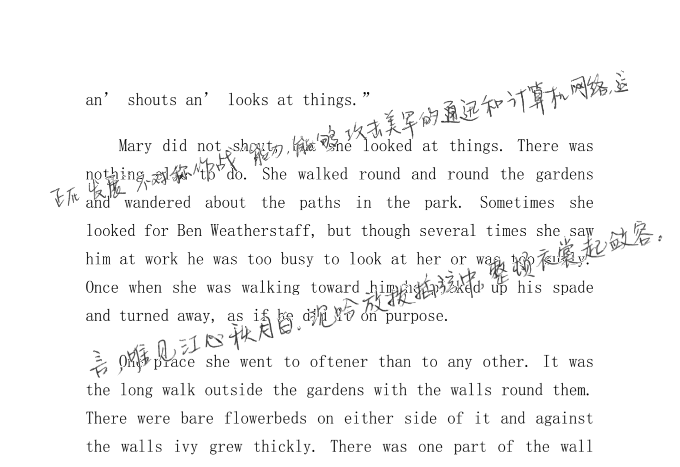 an’ shouts an’ looks at things.”
Mary did not shout, but she looked at things. There was
nothing else to do. She walked round and round the gardens
and wandered about the paths in the park. Sometimes she
looked for Ben Weatherstaff, but though several times she saw
him at work he was too busy to look at her or was too surly.
Once when she was walking toward him he picked up his spade
and turned away, as if he did it on purpose.
One place she went to oftener than to any other. It was
the long walk outside the gardens with the walls round them.
There were bare flowerbeds on either side of it and against
the walls ivy grew thickly. There was one part of the wall
正在发展不对称作战能力,能够攻击美军的通迅和计算机网络,这
言,唯见江心秋月白.沉吟放拨插弦中,整顿衣裳起敛容。